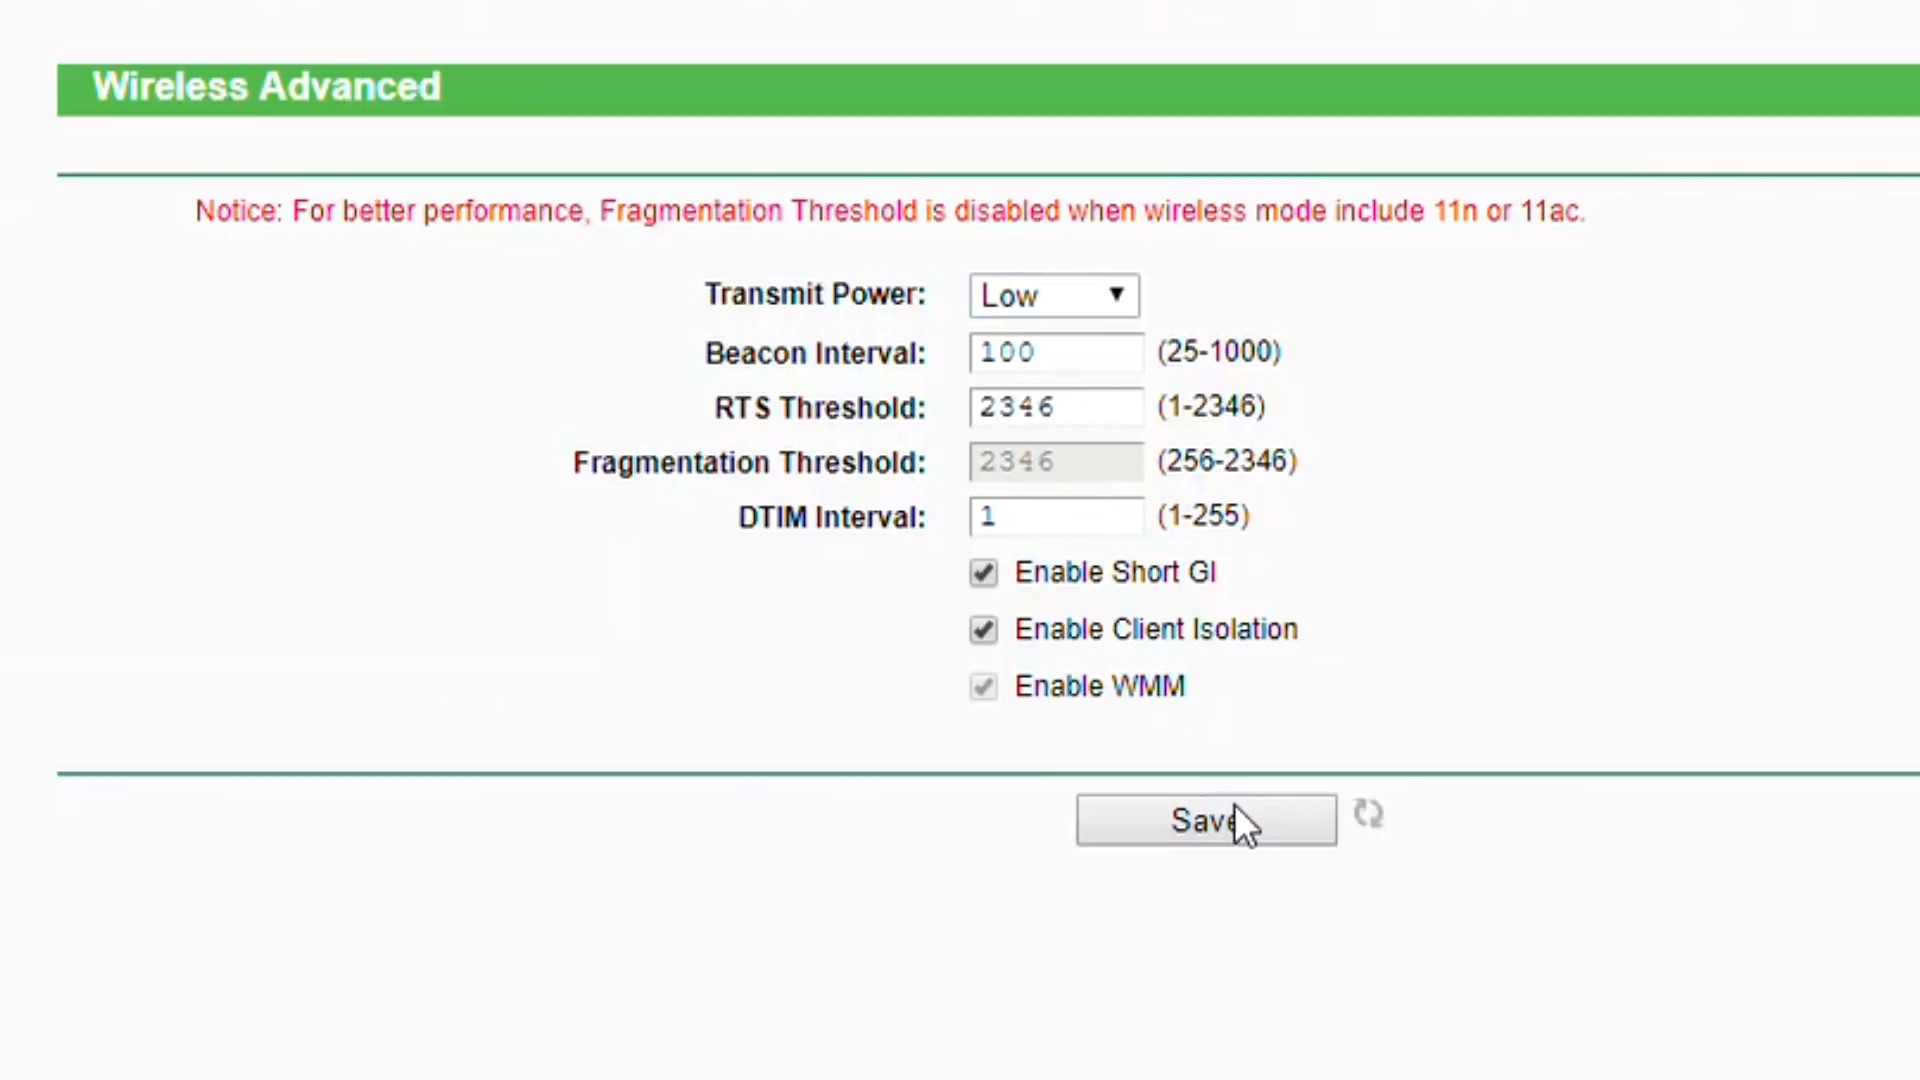 Wireless Advanced
Notice: For better performance, Fragmentation Threshold is disabled when wireless mode include 11n or 11ac.
Transmit Power: Low
Beacon Interval: 100 (25-1000)
RTS Threshold: 2346 (1-2346)
Fragmentation Threshold: 2346 (256-2346)
DTIM Interval: 1 (1-255)
Enable Short GI
Enable Client Isolation
Enable WMM
Save